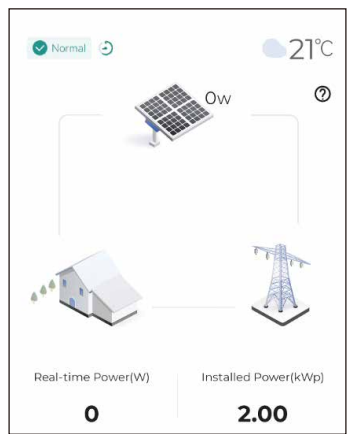 Normal
21°C
0w
?
Real-time Power(W)
Installed Power(kWp)
0
2.00